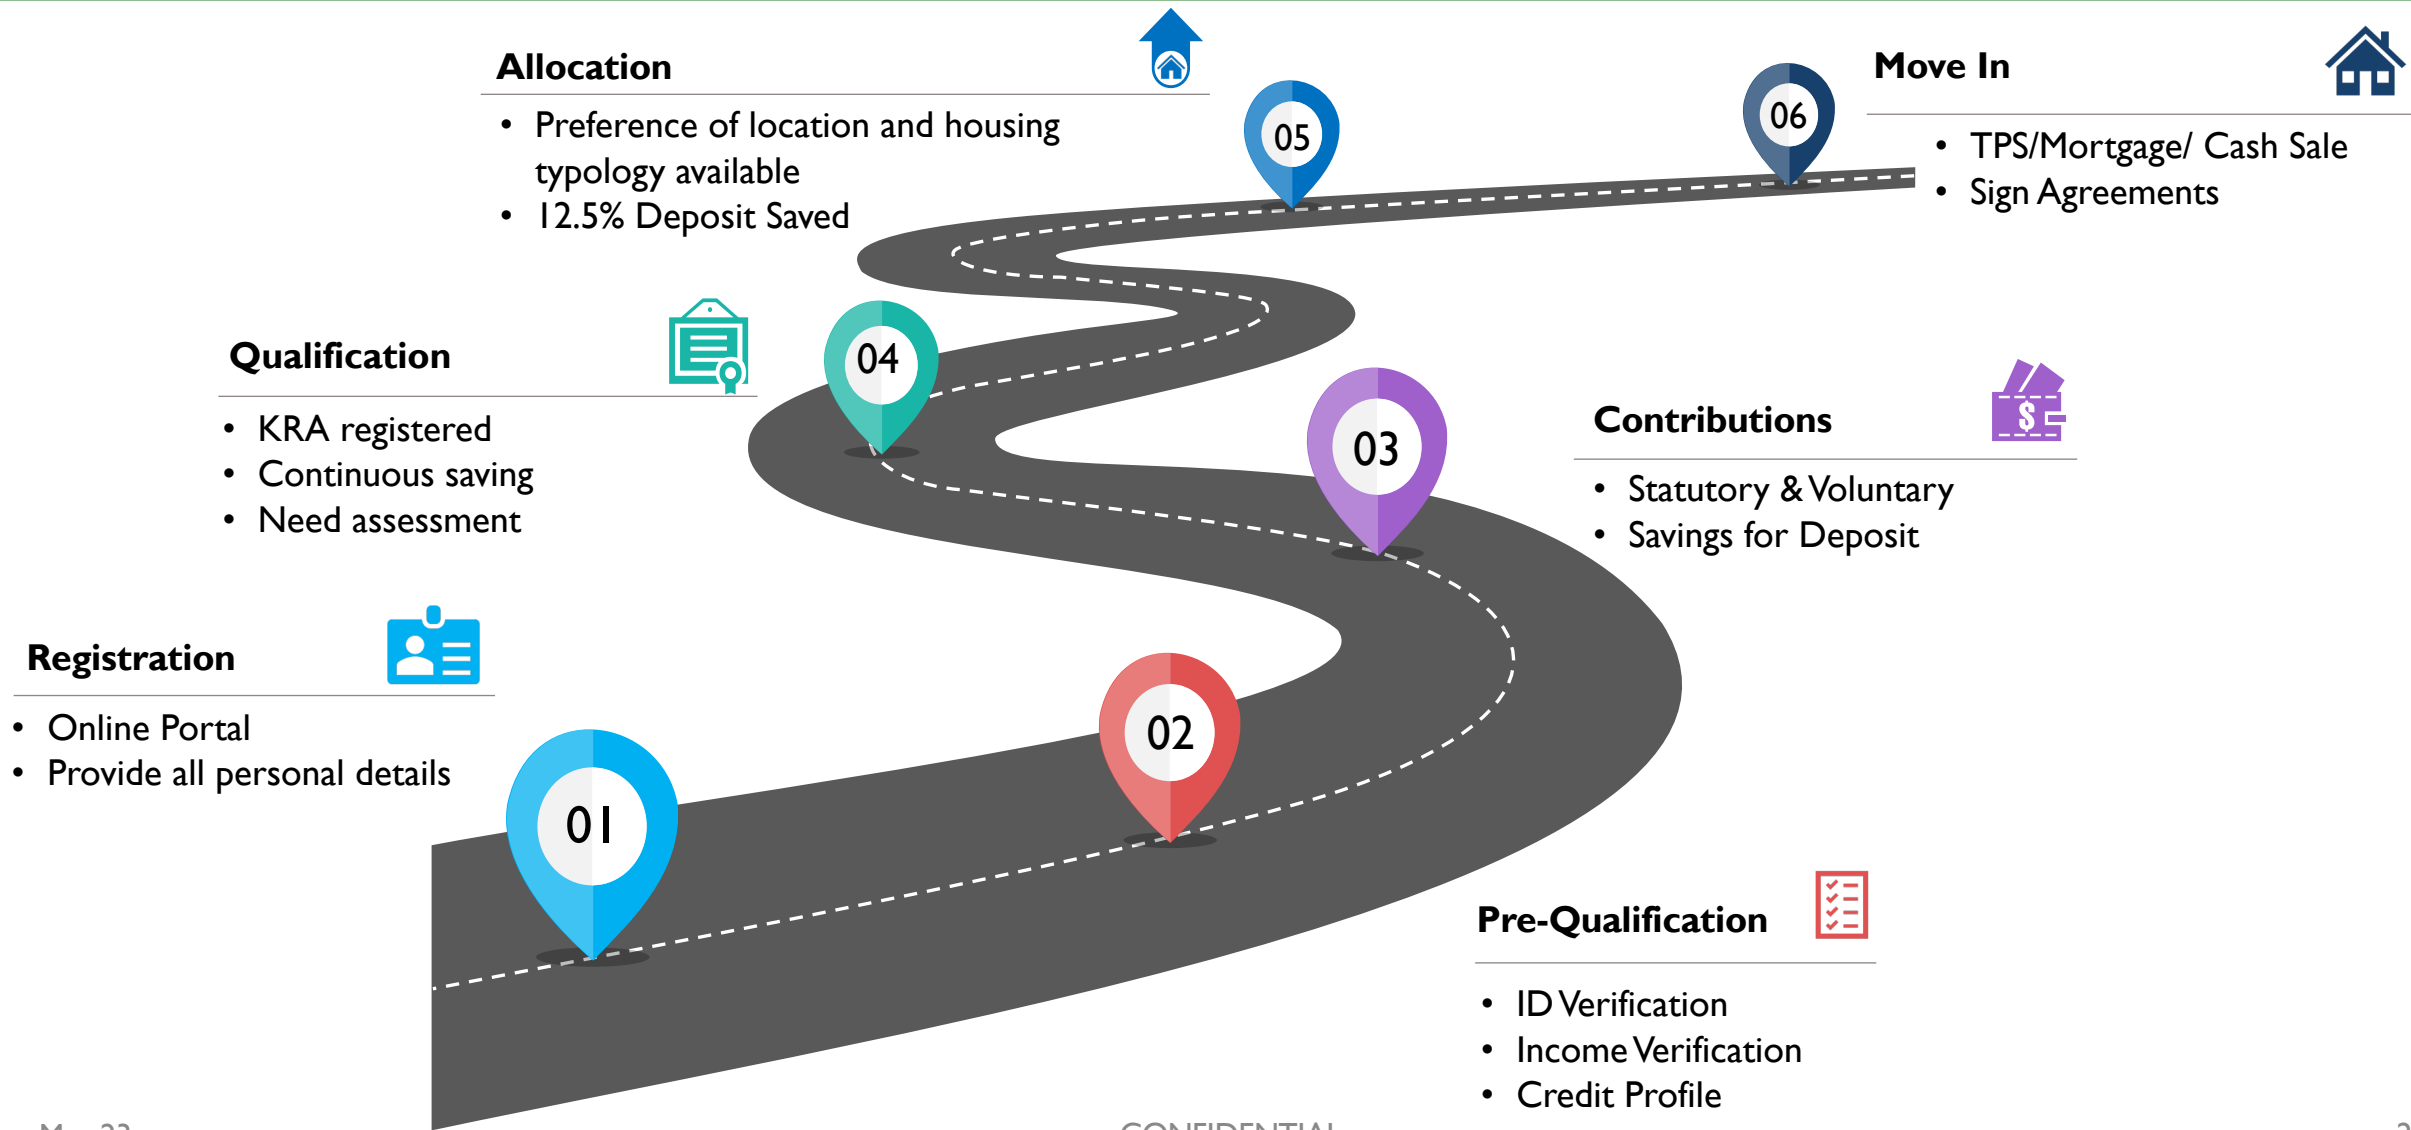 Allocation
• Preference of location and housing
typology available
• 12.5% Deposit Saved
05
06
Move In
• TPS/Mortgage/ Cash Sale
• Sign Agreements
Qualification
• KRA registered
• Continuous saving
• Need assessment
04
03
Contributions
$
• Statutory & Voluntary
• Savings for Deposit
Registration
• Online Portal
• Provide all personal details
01
02
Pre-Qualification
• ID Verification
• Income Verification
• Credit Profile
CONFIDENTIAL